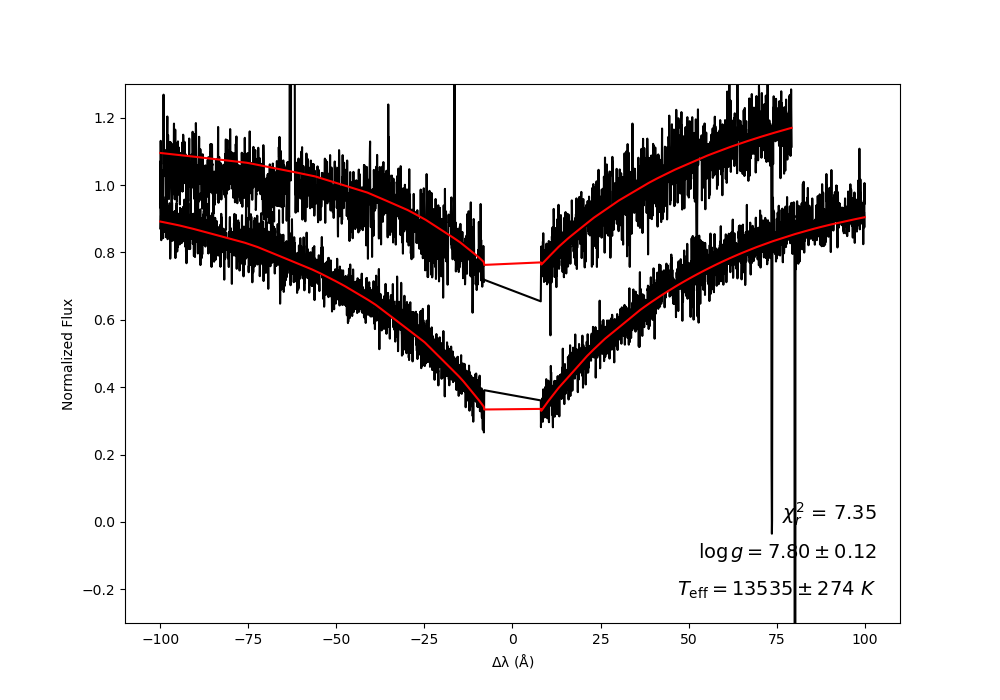 1.2
1.0
0.8
0.6
0.4
0.2
0.0
−0.2
Normalized Flux
χ²ᵣ = 7.35
log g = 7.80 ± 0.12
T_eff = 13535 ± 274 K
−100 −75 −50 −25 0 25 50 75 100
Δλ (Å)